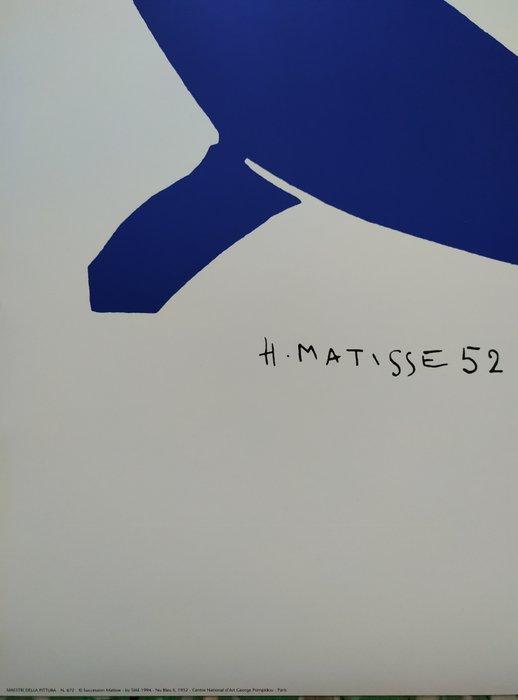 H. MATISSE 52
MAESTRI DELLA PITTURA N. 672 © Succession Matisse - by SIAE 1994 - Nu Bleu II, 1952 - Centre National d'Art George Pompidou - Paris